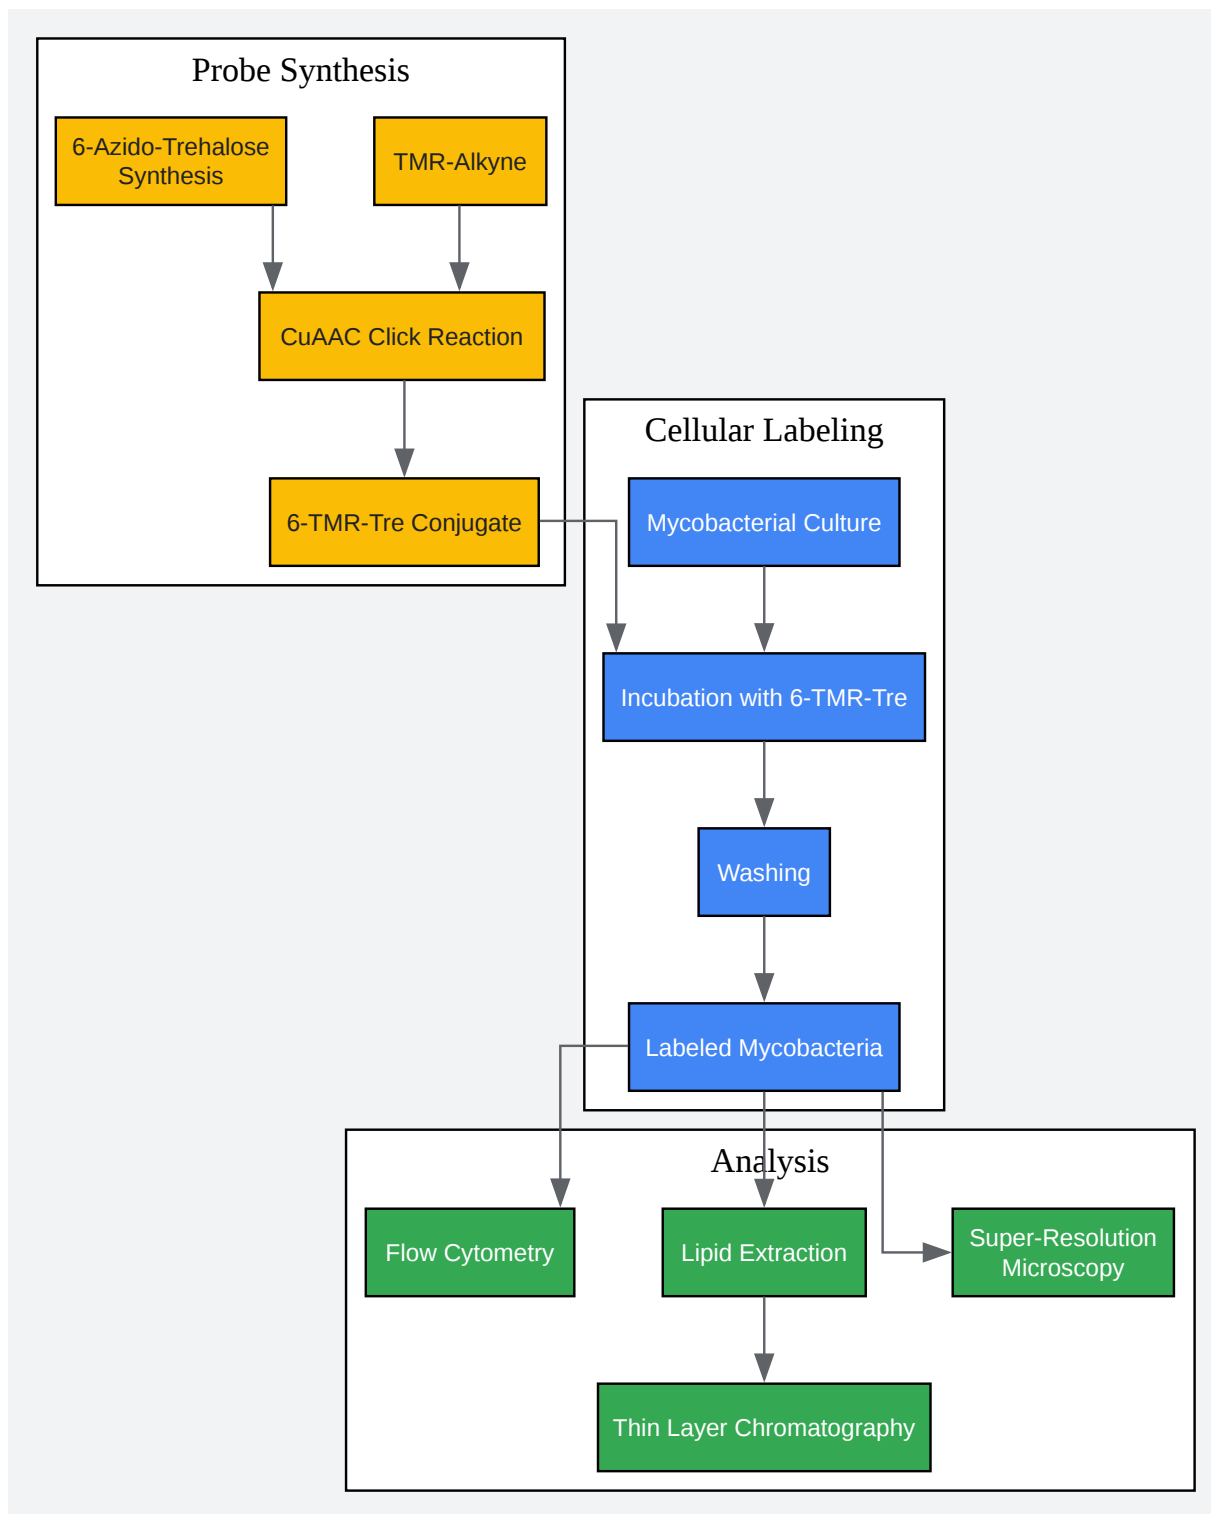 Probe Synthesis
6-Azido-Trehalose
Synthesis
TMR-Alkyne
CuAAC Click Reaction
6-TMR-Tre Conjugate
Cellular Labeling
Mycobacterial Culture
Incubation with 6-TMR-Tre
Washing
Labeled Mycobacteria
Analysis
Flow Cytometry
Lipid Extraction
Super-Resolution
Microscopy
Thin Layer Chromatography